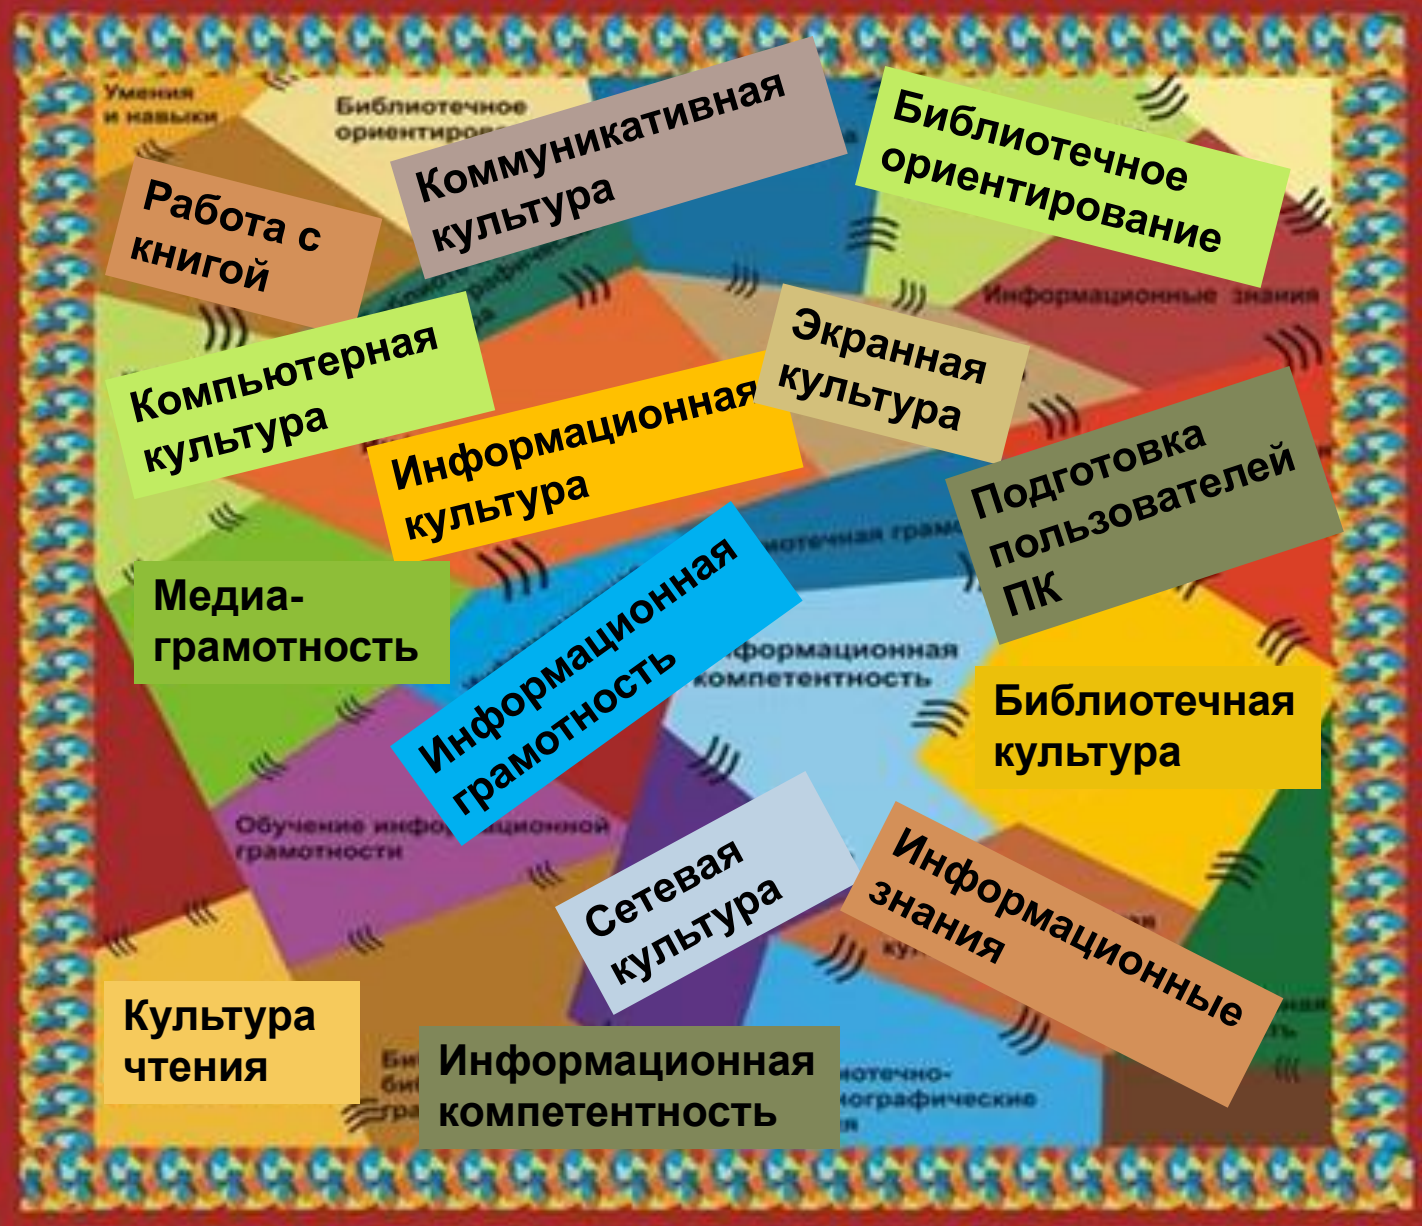 Умения
и навыки
Библиотечное
Коммуникативная
культура
Библиотечное
ориентирование
Работа с
книгой
Информационные знания
Компьютерная
культура
Экранная
культура
Информационная
культура
Подготовка
пользователей
ПК
Медиа-
грамотность
Информационная
грамотность
компетентность
Библиотечная
культура
Обучение
грамотности
Сетевая
культура
Информационные
знания
Культура
чтения
Информационная
компетентность